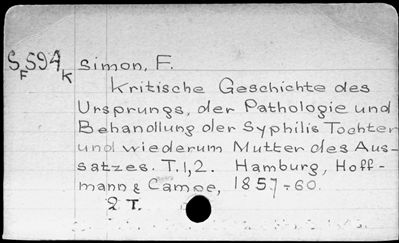 S F 594 K Simon, F.
Kritische Geschichte des
Ursprungs, der Pathologie und
Behandlung der Syphilis Tochter
und wiederum Mutter des Aus-
satzes. T.1,2. Hamburg, Hoff-
mann & Campe, 1857-60.
2 T.